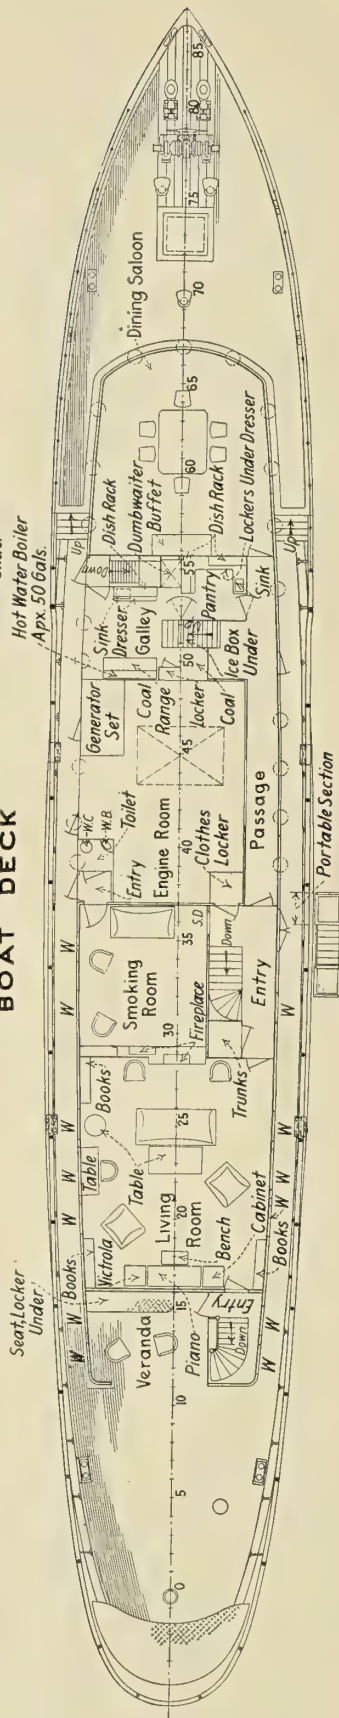 BOAT DECK
Hot Water Boiler
Apx. 50 Gals.
Seat, Locker
Under
Books
Victrola
Table
Table
Books
Living
Room
Bench
Cabinet
Books
Piano
Veranda
Entry
Down
W
W
W
W
W
W
W
W
W
W
W
Smoking
Room
Fireplace
Trunks
S.D.
Down
Entry
Entry
Toilet
W.C.
W.B.
Engine Room
Clothes
Locker
Passage
Portable Section
Generator
Set
Coal
Range
Locker
Coal
Sink
Dresser
Galley
Down
Dish Rack
Dumbwaiter
Buffet
Dish Rack
Pantry
Ice Box
Under
Sink
Lockers Under Dresser
Up
Up
Dining Saloon
0
5
10
15
20
25
30
35
40
45
50
55
60
65
70
75
80
85